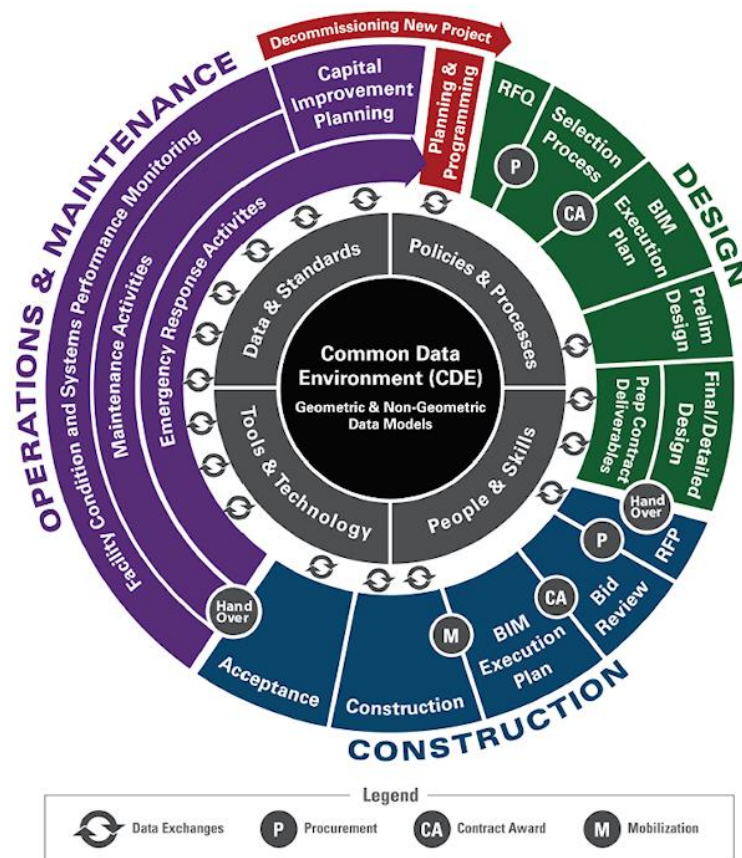 Decommissioning New Project
OPERATIONS & MAINTENANCE
Capital
Improvement
Planning
Planning &
Programming
Facility Condition and Systems Performance Monitoring
Maintenance Activities
Emergency Response Activites
DESIGN
RFQ
P
Selection
Process
CA
BIM
Execution
Plan
Prelim
Design
Final/Detailed
Design
Prep Contract
Deliverables
Hand
Over
Data & Standards
Policies & Processes
Common Data
Environment (CDE)
Geometric & Non-Geometric
Data Models
Tools & Technology
People & Skills
RFP
P
Bid
Review
CA
BIM
Execution
Plan
M
Construction
Acceptance
Hand
Over
CONSTRUCTION
Legend
Data Exchanges
P Procurement
CA Contract Award
M Mobilization